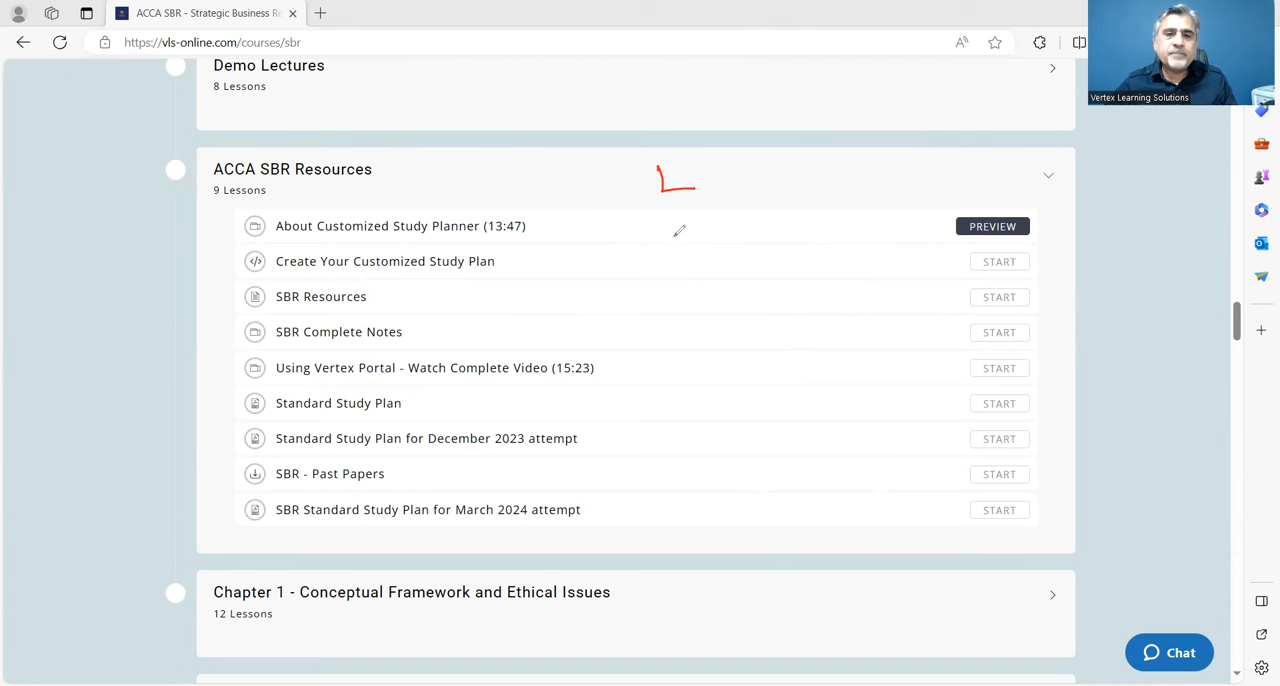 ACCA SBR - Strategic Business Re
https://vls-online.com/courses/sbr
Vertex Learning Solutions
Demo Lectures
8 Lessons
ACCA SBR Resources
9 Lessons
About Customized Study Planner (13:47)
PREVIEW
Create Your Customized Study Plan
START
SBR Resources
START
SBR Complete Notes
START
Using Vertex Portal - Watch Complete Video (15:23)
START
Standard Study Plan
START
Standard Study Plan for December 2023 attempt
START
SBR - Past Papers
START
SBR Standard Study Plan for March 2024 attempt
START
Chapter 1 - Conceptual Framework and Ethical Issues
12 Lessons
Chat